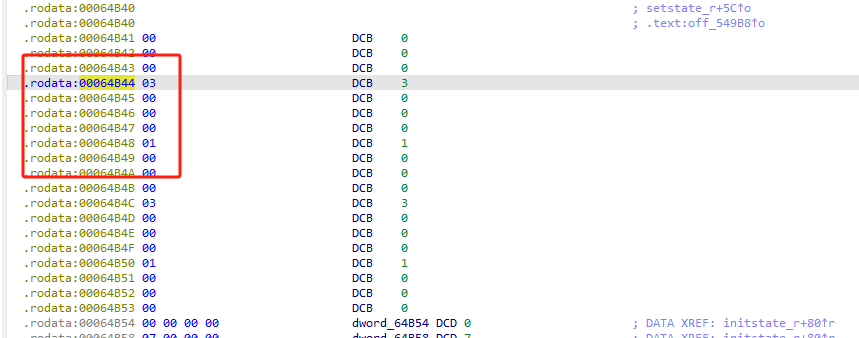 .rodata:00064B40 ; setstate_r+5C↑o
.rodata:00064B40 ; .text:off_549B8↑o
.rodata:00064B41 00 DCB 0
.rodata:00064B42 00 DCB 0
.rodata:00064B43 00 DCB 0
.rodata:00064B44 03 DCB 3
.rodata:00064B45 00 DCB 0
.rodata:00064B46 00 DCB 0
.rodata:00064B47 00 DCB 0
.rodata:00064B48 01 DCB 1
.rodata:00064B49 00 DCB 0
.rodata:00064B4A 00 DCB 0
.rodata:00064B4B 00 DCB 0
.rodata:00064B4C 03 DCB 3
.rodata:00064B4D 00 DCB 0
.rodata:00064B4E 00 DCB 0
.rodata:00064B4F 00 DCB 0
.rodata:00064B50 01 DCB 1
.rodata:00064B51 00 DCB 0
.rodata:00064B52 00 DCB 0
.rodata:00064B53 00 DCB 0
.rodata:00064B54 00 00 00 00 dword_64B54 DCD 0 ; DATA XREF: initstate_r+80↑r
.rodata:00064B58 07 00 00 00 dword_64B58 DCD 7 ; DATA XREF: initstate_r+80↑r